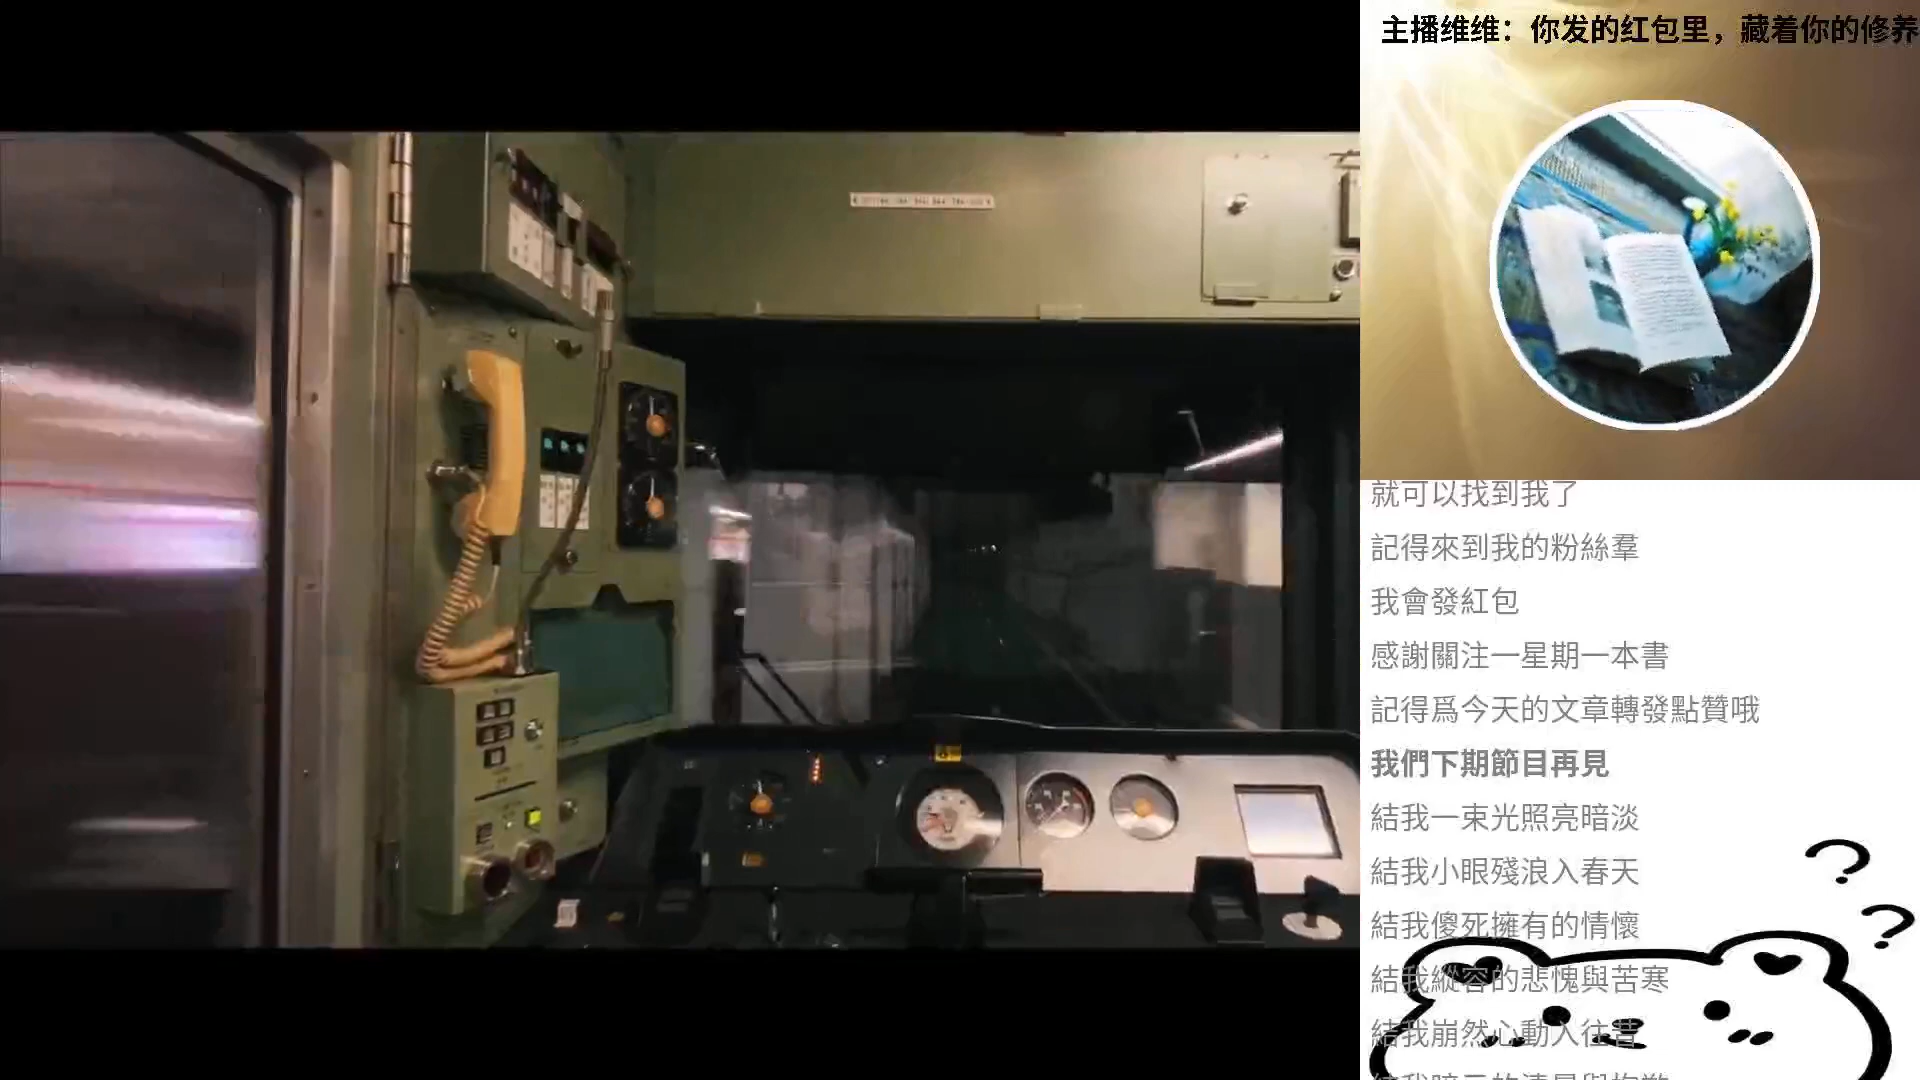 主播维维：你发的红包里，藏着你的修养
就可以找到我了
記得來到我的粉絲羣
我會發紅包
感謝關注一星期一本書
記得爲今天的文章轉發點贊哦
我們下期節目再見
結我一束光照亮暗淡
結我小眼殘浪入春天
結我傻死擁有的情懷
結我縱容的悲愧與苦寒
結我崩然心動入往昔